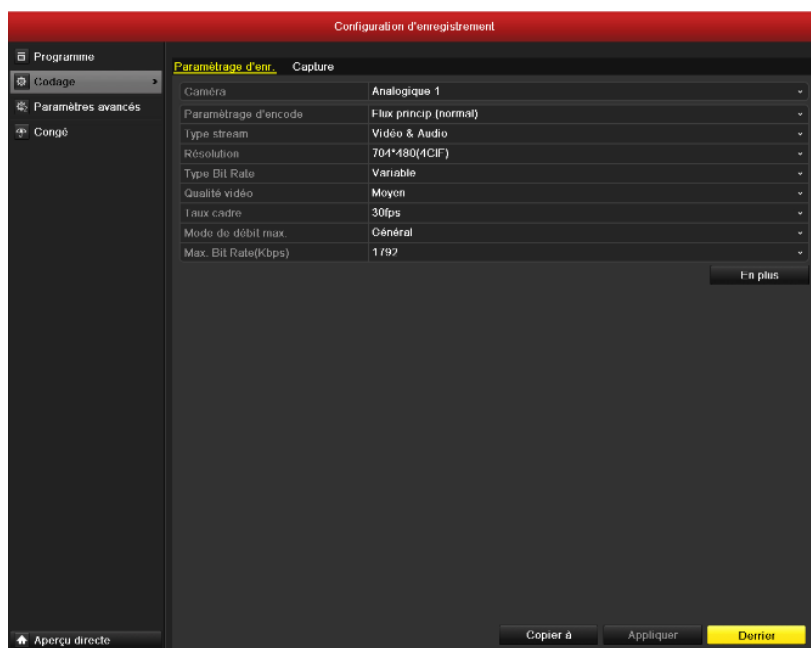 Configuration d'enregistrement
Programme
Codage
Paramètres avancés
Congé
Paramétrage d'enr. Capture
Caméra Analogique 1
Paramétrage d'encode Flux princip (normal)
Type stream Vidéo & Audio
Résolution 704*480(4CIF)
Type Bit Rate Variable
Qualité vidéo Moyen
Taux cadre 30fps
Mode de débit max. Général
Max. Bit Rate(Kbps) 1792
En plus
Copier à Appliquer Derrier
Aperçu directe